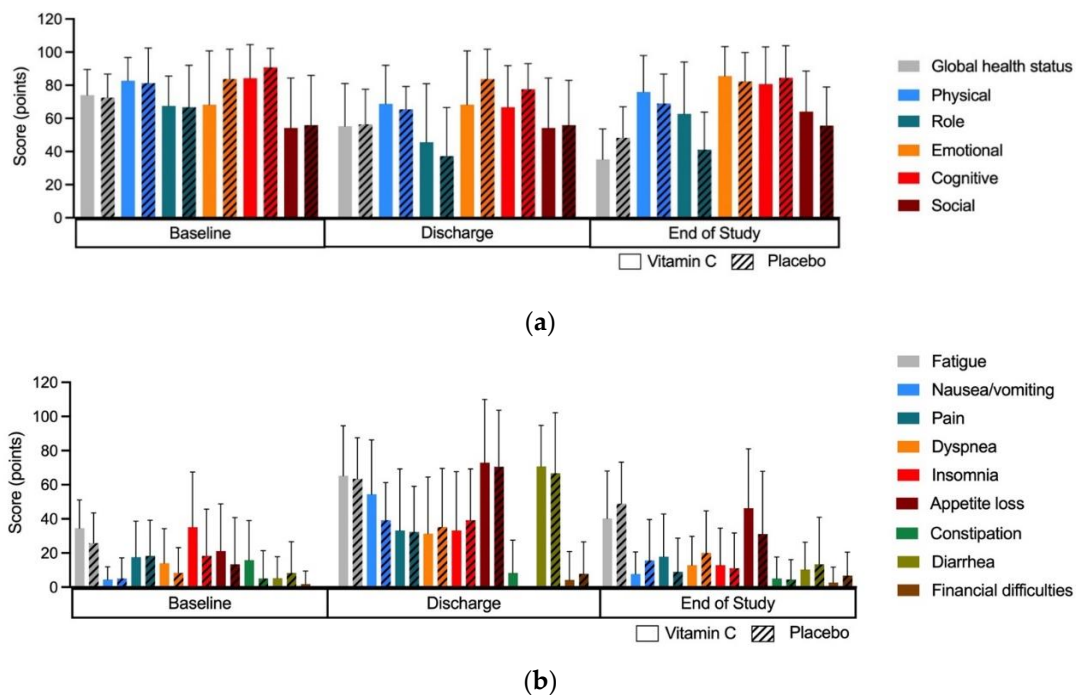 120
100
80
60
40
20
0
Score (points)
Baseline
Discharge
End of Study
Vitamin C
Placebo
Global health status
Physical
Role
Emotional
Cognitive
Social
(a)
120
100
80
60
40
20
0
Score (points)
Baseline
Discharge
End of Study
Vitamin C
Placebo
Fatigue
Nausea/vomiting
Pain
Dyspnea
Insomnia
Appetite loss
Constipation
Diarrhea
Financial difficulties
(b)